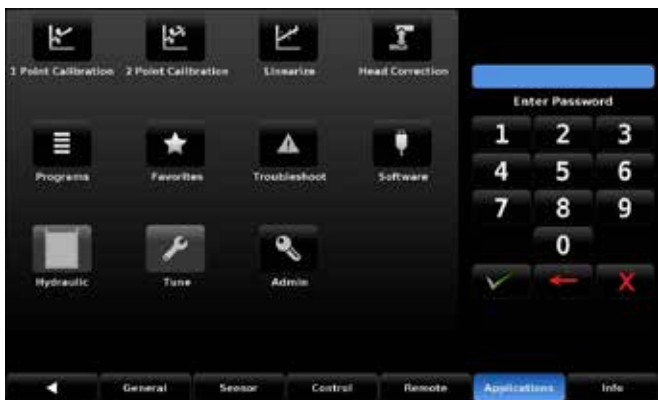 1 Point Calibration 2 Point Calibration Linearize Head Correction
Enter Password
1 2 3
Programs Favorites Troubleshoot Software
4 5 6
7 8 9
0
Hydraulic Tune Admin
General Sensor Control Remote Applications Info